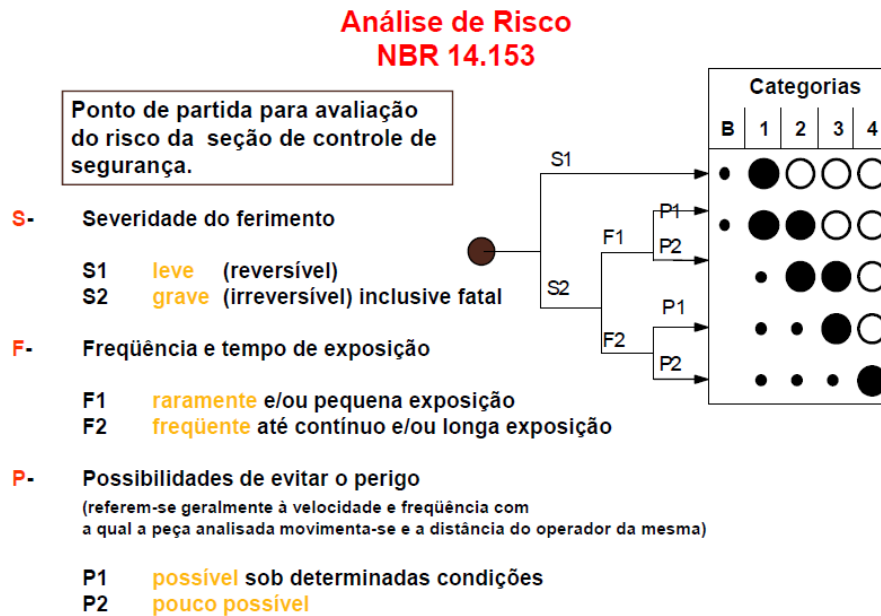 Análise de Risco
NBR 14.153
Ponto de partida para avaliação
do risco da seção de controle de
segurança.
S- Severidade do ferimento
S1 leve (reversível)
S2 grave (irreversível) inclusive fatal
F- Freqüência e tempo de exposição
F1 raramente e/ou pequena exposição
F2 freqüente até contínuo e/ou longa exposição
P- Possibilidades de evitar o perigo
(referem-se geralmente à velocidade e freqüência com
a qual a peça analisada movimenta-se e a distância do operador da mesma)
P1 possível sob determinadas condições
P2 pouco possível
Categorias
B 1 2 3 4
S1
P1
F1
P2
S2
P1
F2
P2